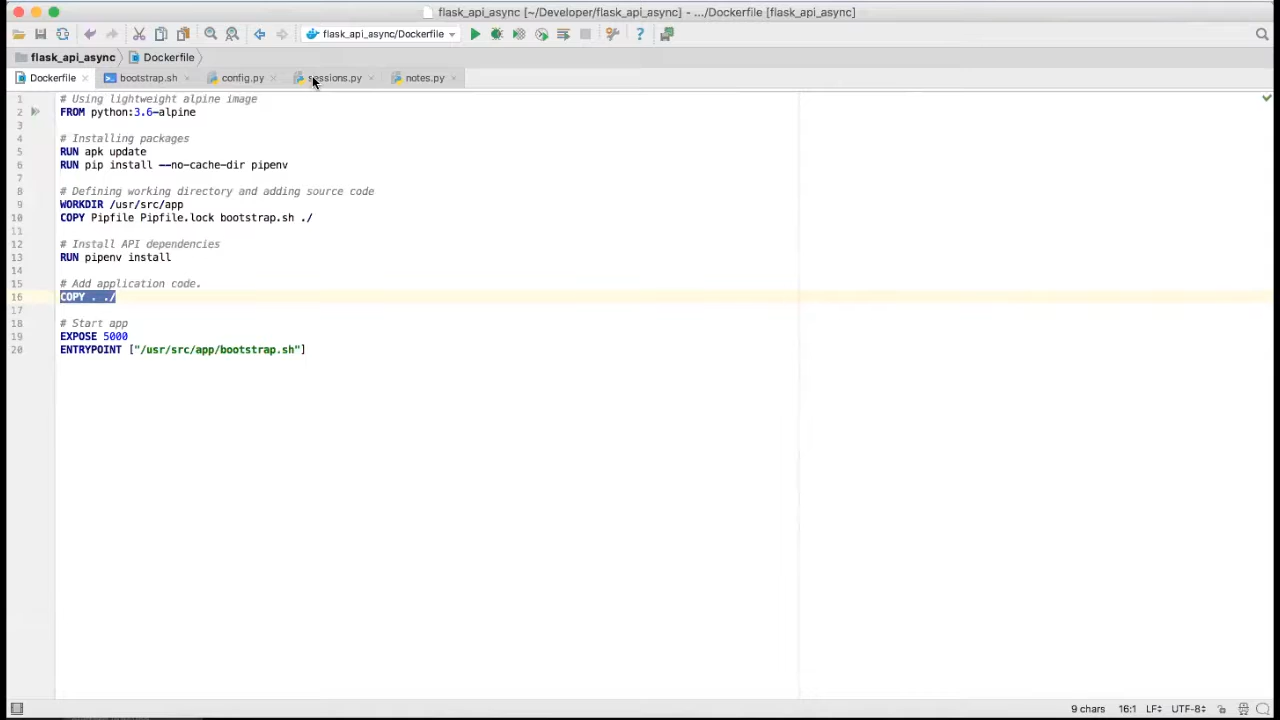 flask_api_async [~/Developer/flask_api_async] - .../Dockerfile [flask_api_async]
flask_api_async/Dockerfile
flask_api_async Dockerfile
Dockerfile bootstrap.sh config.py sessions.py notes.py
1 # Using lightweight alpine image
2 FROM python:3.6-alpine
3
4 # Installing packages
5 RUN apk update
6 RUN pip install --no-cache-dir pipenv
7
8 # Defining working directory and adding source code
9 WORKDIR /usr/src/app
10 COPY Pipfile Pipfile.lock bootstrap.sh ./
11
12 # Install API dependencies
13 RUN pipenv install
14
15 # Add application code.
16 COPY . ./
17
18 # Start app
19 EXPOSE 5000
20 ENTRYPOINT ["/usr/src/app/bootstrap.sh"]
9 chars 16:1 LF UTF-8